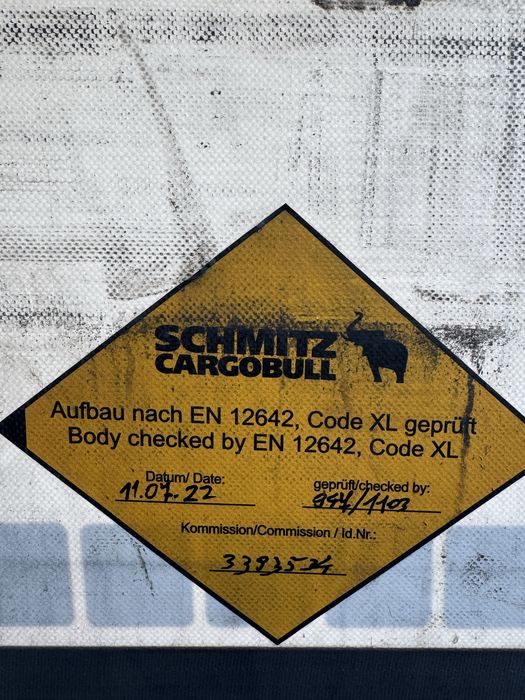 SCHMITZ
CARGOBULL
Aufbau nach EN 12642, Code XL geprüft
Body checked by EN 12642, Code XL
Datum/ Date:
geprüft/checked by:
11.07.22
Kommission/Commission / Id.Nr.: